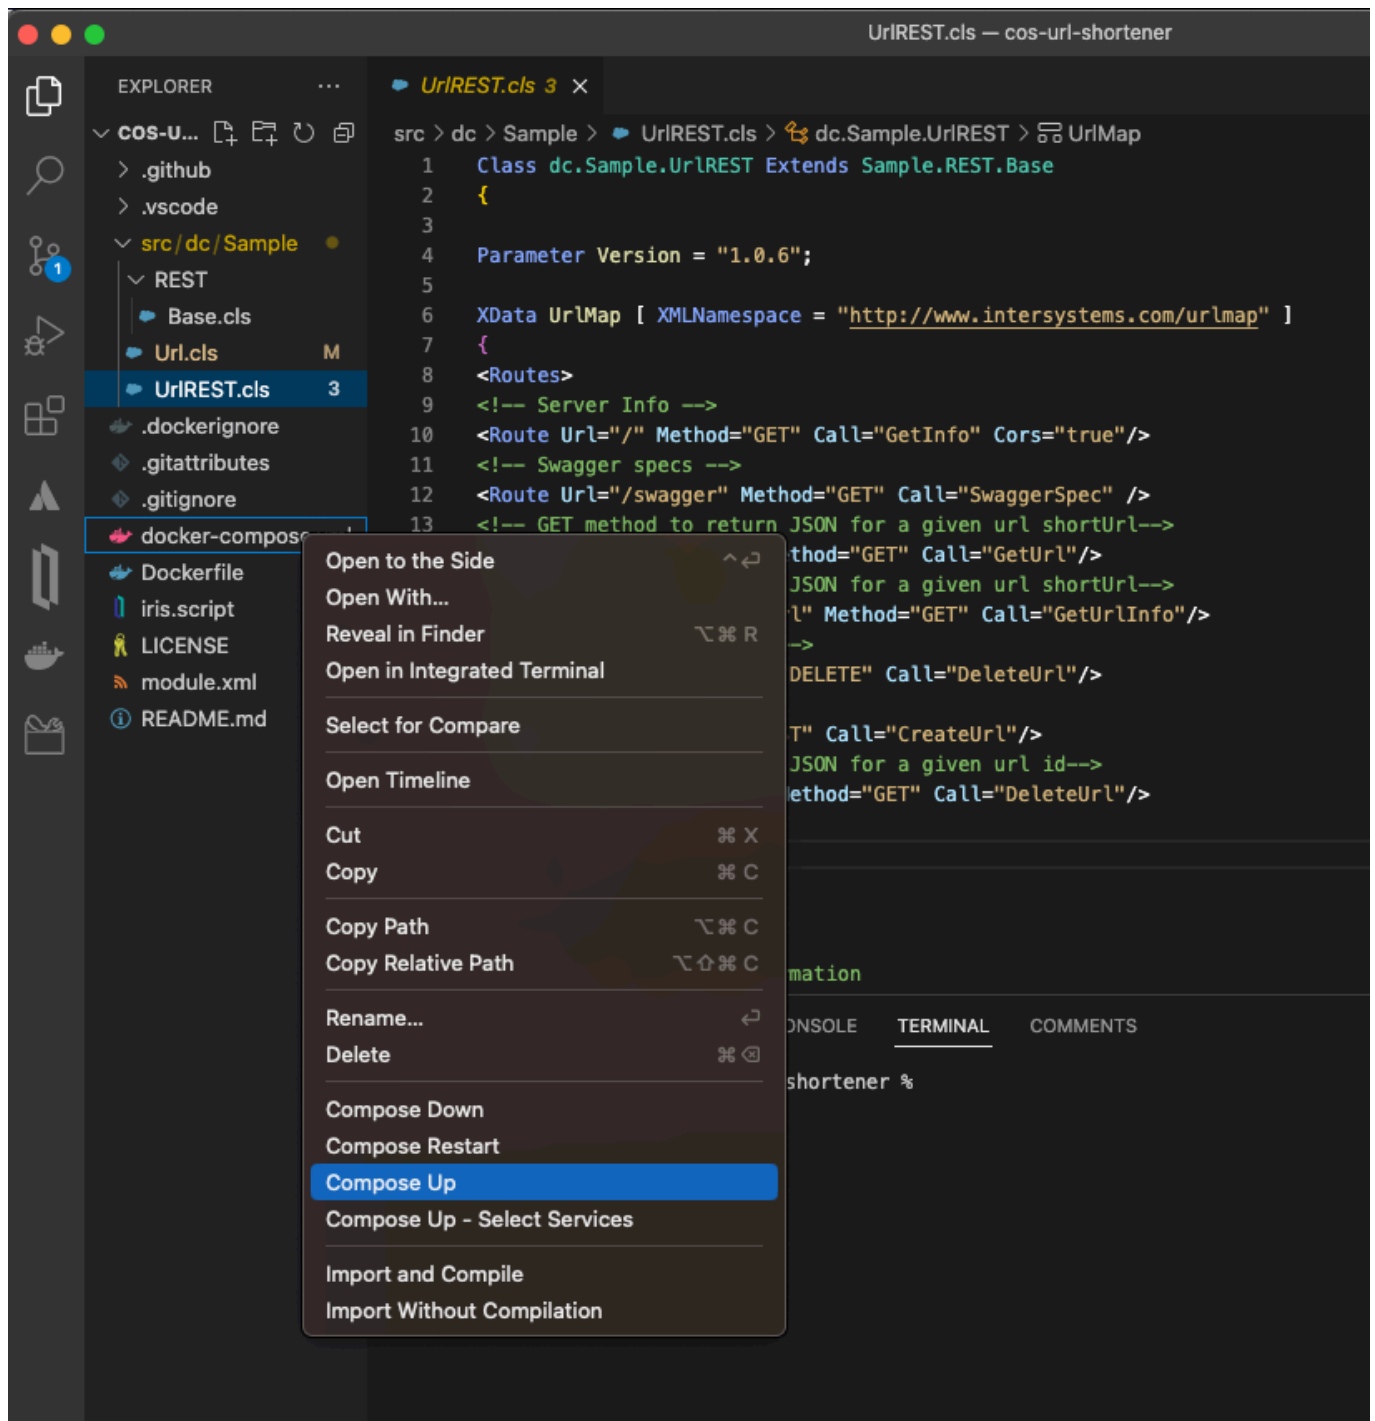 UrlREST.cls — cos-url-shortener
EXPLORER
UrlREST.cls 3
COS-U...
src > dc > Sample > UrlREST.cls > dc.Sample.UrlREST > UrlMap
.github
.vscode
src/dc/Sample
REST
Base.cls
Url.cls M
UrlREST.cls 3
.dockerignore
.gitattributes
.gitignore
docker-compose
Dockerfile
iris.script
LICENSE
module.xml
README.md
1
1 Class dc.Sample.UrlREST Extends Sample.REST.Base
2 {
3
4 Parameter Version = "1.0.6";
5
6 XData UrlMap [ XMLNamespace = "http://www.intersystems.com/urlmap" ]
7 {
8 <Routes>
9 <!-- Server Info -->
10 <Route Url="/" Method="GET" Call="GetInfo" Cors="true"/>
11 <!-- Swagger specs -->
12 <Route Url="/swagger" Method="GET" Call="SwaggerSpec" />
13 <!-- GET method to return JSON for a given url shortUrl-->
thod="GET" Call="GetUrl"/>
JSON for a given url shortUrl-->
l" Method="GET" Call="GetUrlInfo"/>
->
DELETE" Call="DeleteUrl"/>
T" Call="CreateUrl"/>
JSON for a given url id-->
ethod="GET" Call="DeleteUrl"/>
mation
Open to the Side ^⏎
Open With...
Reveal in Finder ⌥⌘ R
Open in Integrated Terminal
Select for Compare
Open Timeline
Cut ⌘ X
Copy ⌘ C
Copy Path ⌥⌘ C
Copy Relative Path ⌥⇧⌘ C
Rename... ⏎
Delete ⌘⌫
Compose Down
Compose Restart
Compose Up
Compose Up - Select Services
Import and Compile
Import Without Compilation
ONSOLE TERMINAL COMMENTS
shortener %